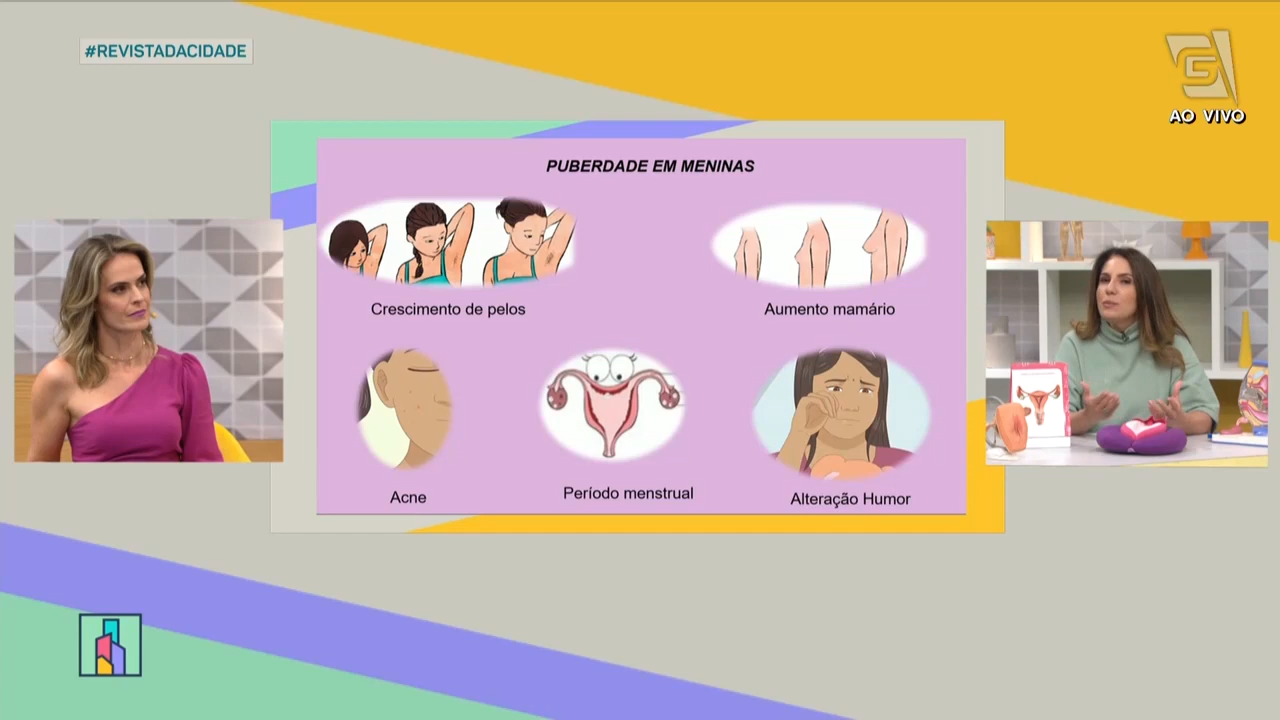 #REVISTADACIDADE
G
AO VIVO
PUBERDADE EM MENINAS
Crescimento de pelos
Aumento mamário
Acne
Período menstrual
Alteração Humor